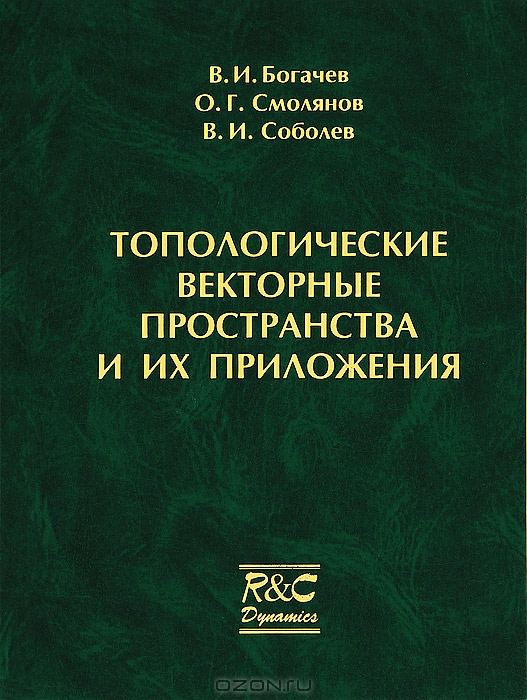 В. И. Богачев
О. Г. Смолянов
В. И. Соболев
ТОПОЛОГИЧЕСКИЕ
ВЕКТОРНЫЕ
ПРОСТРАНСТВА
И ИХ ПРИЛОЖЕНИЯ
R&C
Dynamics
ozon.ru